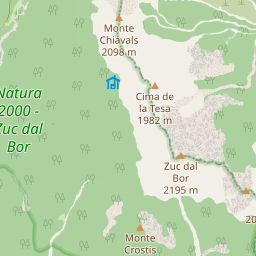 Monte
Chiavals
2098 m
Cima de
la Tesa
1982 m
Natura
2000 -
Zuc dal
Bor
Zuc dal
Bor
2195 m
Monte
Crostis
20